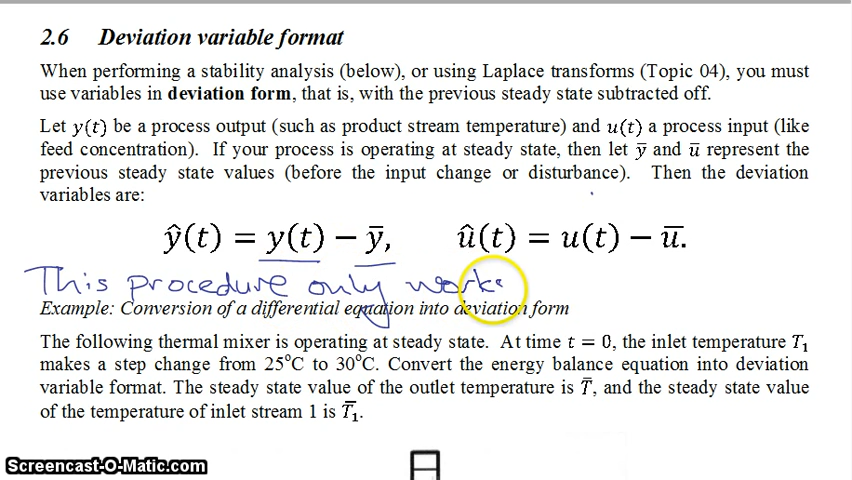 2.6 Deviation variable format
When performing a stability analysis (below), or using Laplace transforms (Topic 04), you must
use variables in deviation form, that is, with the previous steady state subtracted off.
Let y(t) be a process output (such as product stream temperature) and u(t) a process input (like
feed concentration). If your process is operating at steady state, then let ȳ and ū represent the
previous steady state values (before the input change or disturbance). Then the deviation
variables are:
ŷ(t) = y(t) − ȳ, û(t) = u(t) − ū.
This procedure only works
Example: Conversion of a differential equation into deviation form
The following thermal mixer is operating at steady state. At time t = 0, the inlet temperature T₁
makes a step change from 25°C to 30°C. Convert the energy balance equation into deviation
variable format. The steady state value of the outlet temperature is T̄, and the steady state value
of the temperature of inlet stream 1 is T̄₁.
Screencast-O-Matic.com